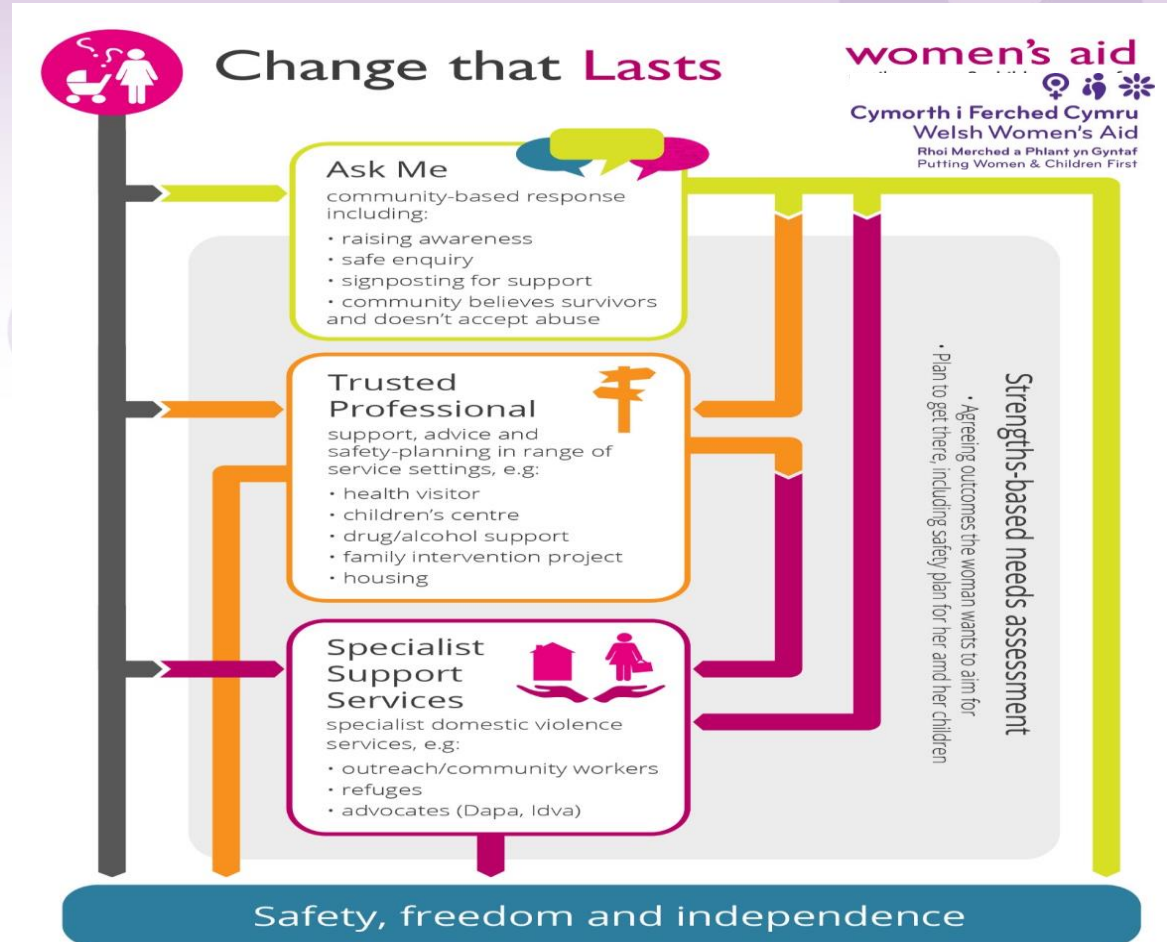 Change that Lasts
women's aid
Cymorth i Ferched Cymru
Welsh Women's Aid
Rhoi Merched a Phlant yn Gyntaf
Putting Women & Children First
Ask Me
community-based response
including:
• raising awareness
• safe enquiry
• signposting for support
• community believes survivors
and doesn't accept abuse
Trusted
Professional
support, advice and
safety-planning in range of
service settings, e.g:
• health visitor
• children's centre
• drug/alcohol support
• family intervention project
• housing
Specialist
Support
Services
specialist domestic violence
services, e.g:
• outreach/community workers
• refuges
• advocates (Dapa, Idva)
Strengths-based needs assessment
• Agreeing outcomes the woman wants to aim for
• Plan to get there, including safety plan for her amd her children
Safety, freedom and independence